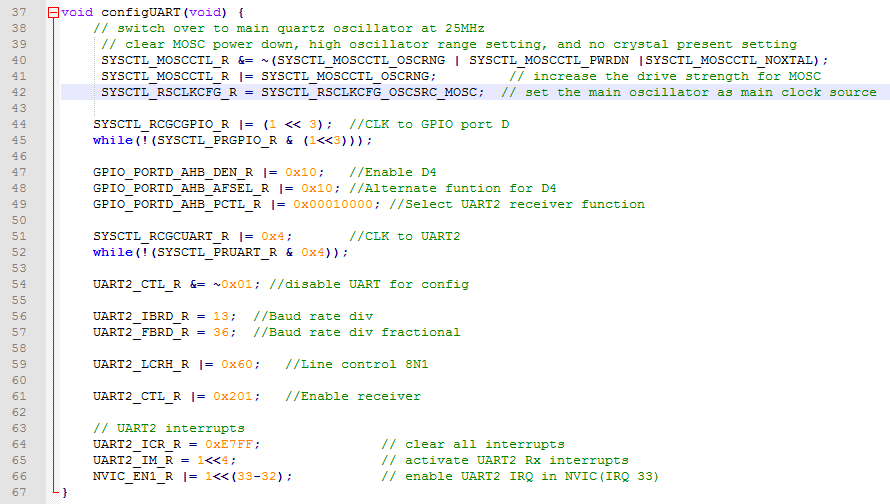 37 void configUART(void) {
38 // switch over to main quartz oscillator at 25MHz
39 // clear MOSC power down, high oscillator range setting, and no crystal present setting
40 SYSCTL_MOSCCTL_R &= ~(SYSCTL_MOSCCTL_OSCRNG | SYSCTL_MOSCCTL_PWRDN |SYSCTL_MOSCCTL_NOXTAL);
41 SYSCTL_MOSCCTL_R |= SYSCTL_MOSCCTL_OSCRNG; // increase the drive strength for MOSC
42 SYSCTL_RSCLKCFG_R = SYSCTL_RSCLKCFG_OSCSRC_MOSC; // set the main oscillator as main clock source
43
44 SYSCTL_RCGCGPIO_R |= (1 << 3); //CLK to GPIO port D
45 while(!(SYSCTL_PRGPIO_R & (1<<3)));
46
47 GPIO_PORTD_AHB_DEN_R |= 0x10; //Enable D4
48 GPIO_PORTD_AHB_AFSEL_R |= 0x10; //Alternate funtion for D4
49 GPIO_PORTD_AHB_PCTL_R |= 0x00010000; //Select UART2 receiver function
50
51 SYSCTL_RCGCUART_R |= 0x4; //CLK to UART2
52 while(!(SYSCTL_PRUART_R & 0x4));
53
54 UART2_CTL_R &= ~0x01; //disable UART for config
55
56 UART2_IBRD_R = 13; //Baud rate div
57 UART2_FBRD_R = 36; //Baud rate div fractional
58
59 UART2_LCRH_R |= 0x60; //Line control 8N1
60
61 UART2_CTL_R |= 0x201; //Enable receiver
62
63 // UART2 interrupts
64 UART2_ICR_R = 0xE7FF; // clear all interrupts
65 UART2_IM_R = 1<<4; // activate UART2 Rx interrupts
66 NVIC_EN1_R |= 1<<(33-32); // enable UART2 IRQ in NVIC(IRQ 33)
67 }